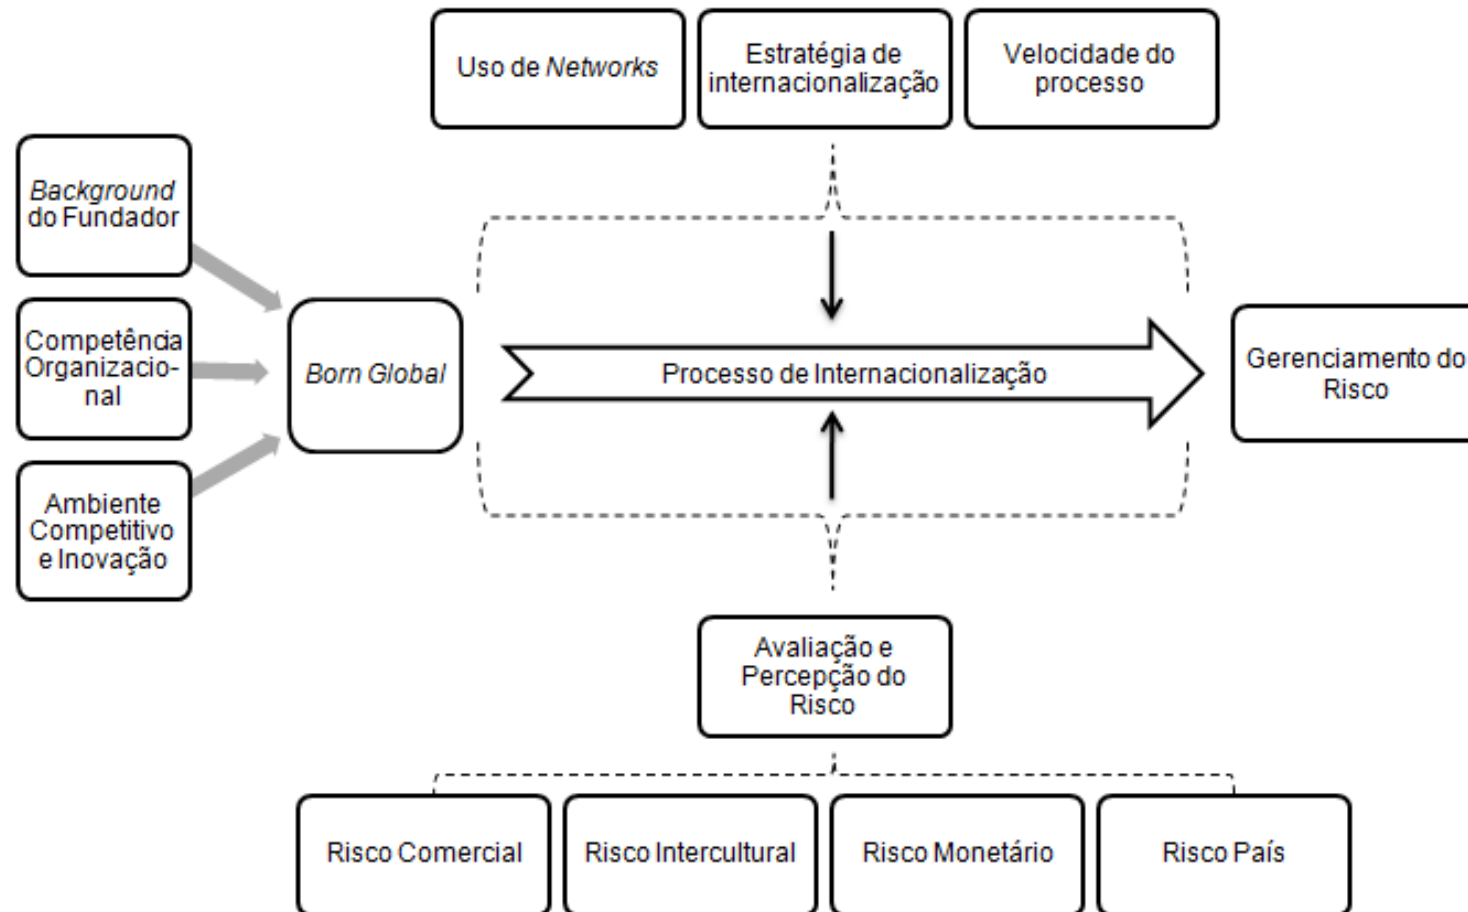 Uso de Networks
Estratégia de
internacionalização
Velocidade do
processo
Background
do Fundador
Competência
Organizacio-
nal
Ambiente
Competitivo
e Inovação
Born Global
Processo de Internacionalização
Gerenciamento do
Risco
Avaliação e
Percepção do
Risco
Risco Comercial
Risco Intercultural
Risco Monetário
Risco País